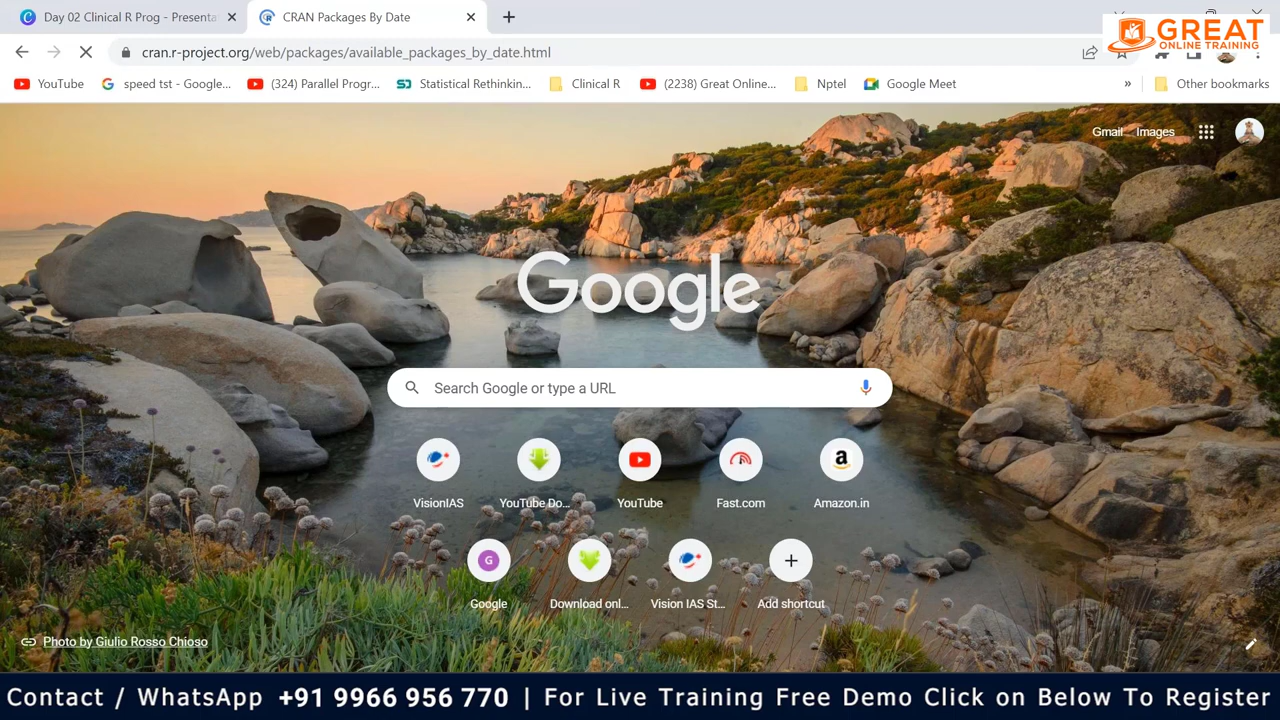 Day 02 Clinical R Prog - Presenta
CRAN Packages By Date
GREAT
ONLINE TRAINING
cran.r-project.org/web/packages/available_packages_by_date.html
YouTube
speed tst - Google...
(324) Parallel Progr...
Statistical Rethinkin...
Clinical R
(2238) Great Online...
Nptel
Google Meet
»
Other bookmarks
Gmail
Images
Google
Search Google or type a URL
VisionIAS
YouTube Do...
YouTube
Fast.com
a
Amazon.in
G
Google
Download onl...
Vision IAS St...
Add shortcut
Photo by Giulio Rosso Chioso
Contact / WhatsApp +91 9966 956 770 | For Live Training Free Demo Click on Below To Register